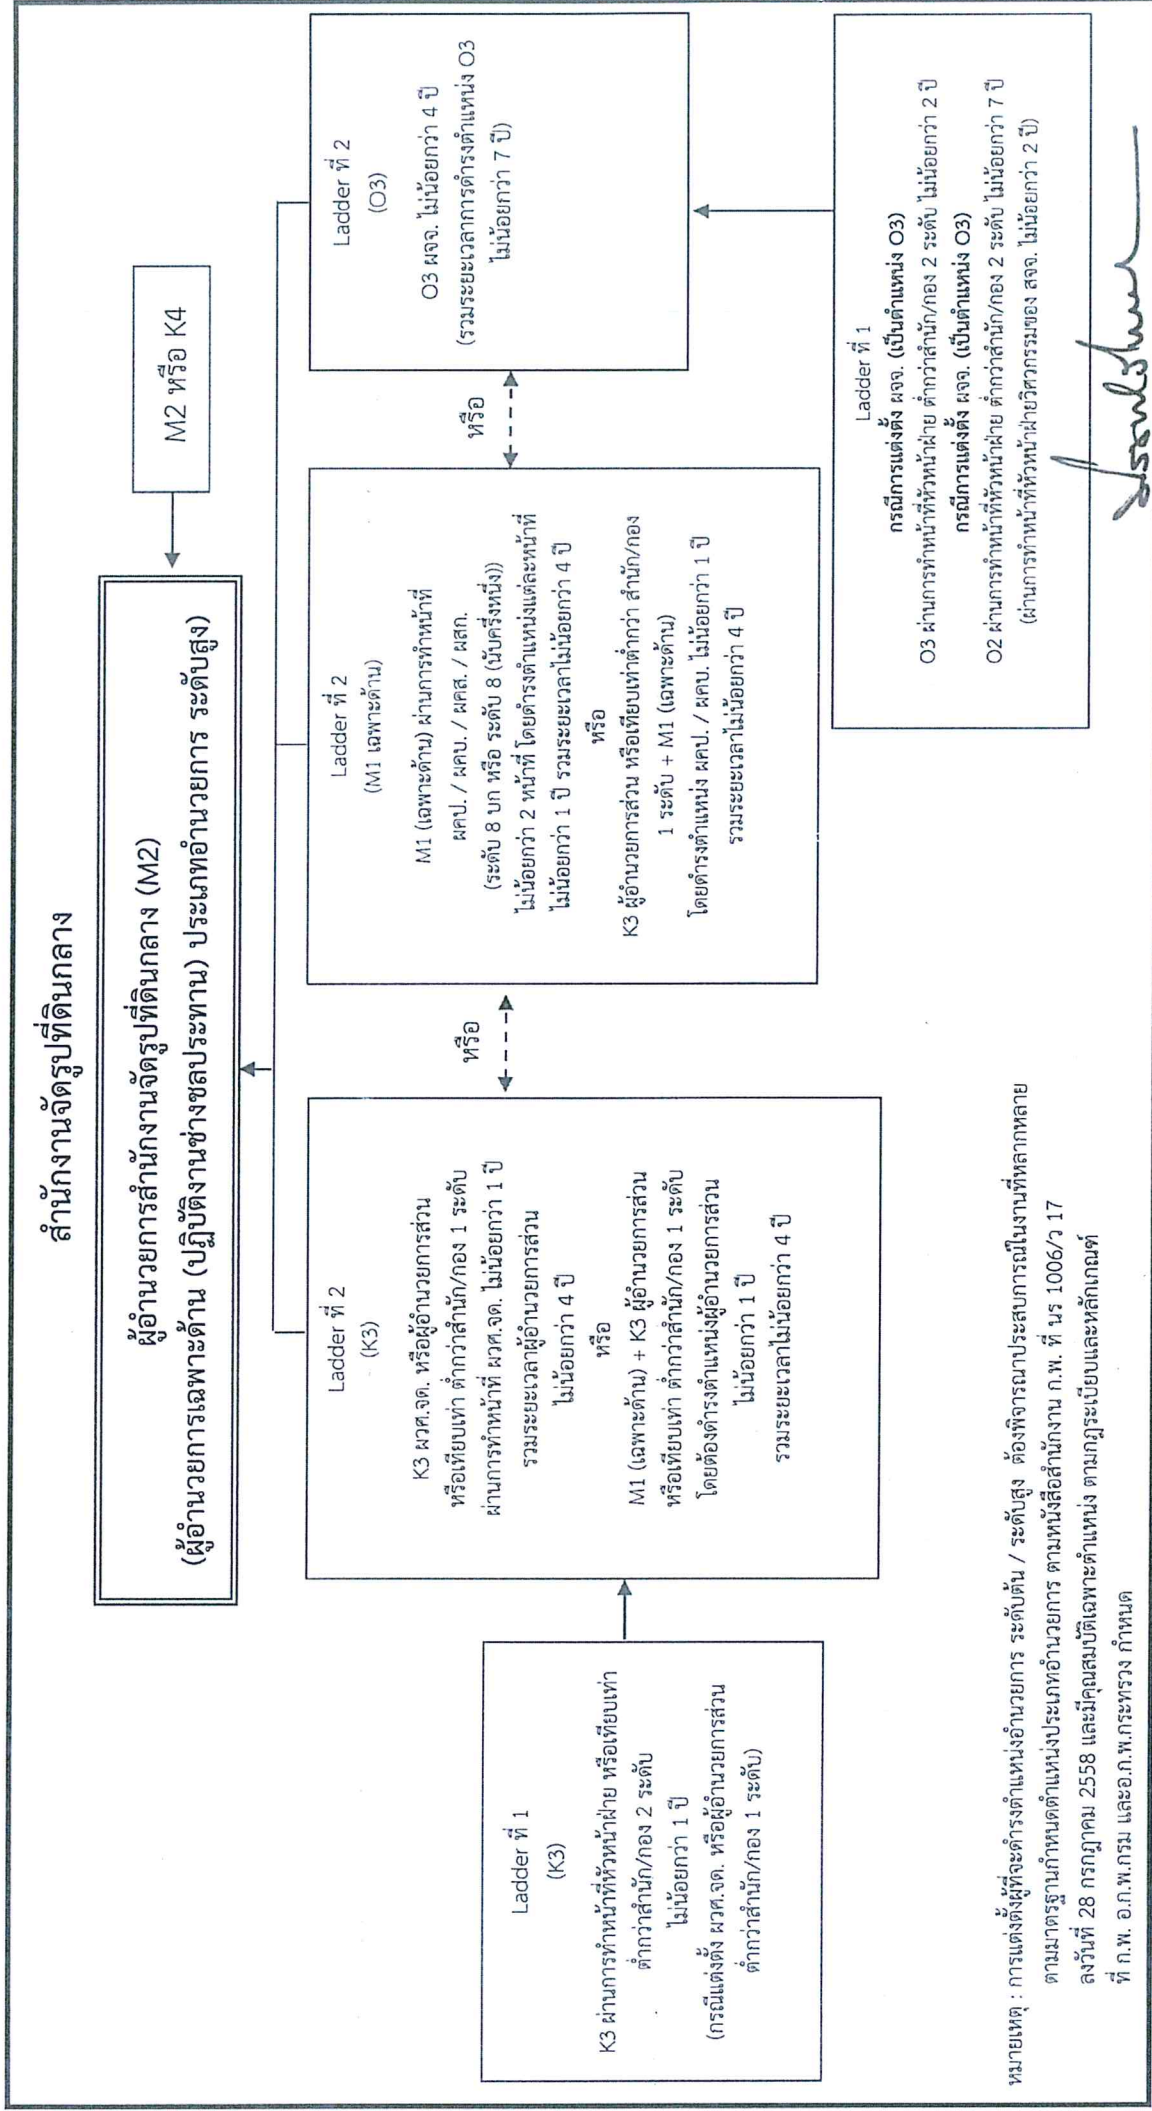 สำนักงานจัดรูปที่ดินกลาง
ผู้อำนวยการสำนักงานจัดรูปที่ดินกลาง (M2)
(ผู้อำนวยการเฉพาะด้าน (ปฏิบัติงานช่างชลประทาน) ประเภทอำนวยการ ระดับสูง)
M2 หรือ K4
Ladder ที่ 1
(K3)
K3 ผ่านการทำหน้าที่หัวหน้าฝ่าย หรือเทียบเท่า
ต่ำกว่าสำนัก/กอง 2 ระดับ
ไม่น้อยกว่า 1 ปี
(กรณีแต่งตั้ง ผวศ.จด. หรือผู้อำนวยการส่วน
ต่ำกว่าสำนัก/กอง 1 ระดับ)
Ladder ที่ 2
(K3)
K3 ผวศ.จด. หรือผู้อำนวยการส่วน
หรือเทียบเท่า ต่ำกว่าสำนัก/กอง 1 ระดับ
ผ่านการทำหน้าที่ ผวศ.จด. ไม่น้อยกว่า 1 ปี
รวมระยะเวลาผู้อำนวยการส่วน
ไม่น้อยกว่า 4 ปี
หรือ
M1 (เฉพาะด้าน) + K3 ผู้อำนวยการส่วน
หรือเทียบเท่า ต่ำกว่าสำนัก/กอง 1 ระดับ
โดยต้องดำรงตำแหน่งผู้อำนวยการส่วน
ไม่น้อยกว่า 1 ปี
รวมระยะเวลาไม่น้อยกว่า 4 ปี
หรือ
Ladder ที่ 2
(M1 เฉพาะด้าน)
M1 (เฉพาะด้าน) ผ่านการทำหน้าที่
ผคป. / ผคบ. / ผคส. / ผสก.
(ระดับ 8 บก หรือ ระดับ 8 (นับครึ่งหนึ่ง))
ไม่น้อยกว่า 2 หน้าที่ โดยดำรงตำแหน่งแต่ละหน้าที่
ไม่น้อยกว่า 1 ปี รวมระยะเวลาไม่น้อยกว่า 4 ปี
หรือ
K3 ผู้อำนวยการส่วน หรือเทียบเท่าต่ำกว่า สำนัก/กอง
1 ระดับ + M1 (เฉพาะด้าน)
โดยดำรงตำแหน่ง ผคป. / ผคบ. ไม่น้อยกว่า 1 ปี
รวมระยะเวลาไม่น้อยกว่า 4 ปี
หรือ
Ladder ที่ 2
(O3)
O3 ผจจ. ไม่น้อยกว่า 4 ปี
(รวมระยะเวลาการดำรงตำแหน่ง O3
ไม่น้อยกว่า 7 ปี)
Ladder ที่ 1
กรณีการแต่งตั้ง ผจจ. (เป็นตำแหน่ง O3)
O3 ผ่านการทำหน้าที่หัวหน้าฝ่าย ต่ำกว่าสำนัก/กอง 2 ระดับ ไม่น้อยกว่า 2 ปี
กรณีการแต่งตั้ง ผจจ. (เป็นตำแหน่ง O3)
O2 ผ่านการทำหน้าที่หัวหน้าฝ่าย ต่ำกว่าสำนัก/กอง 2 ระดับ ไม่น้อยกว่า 7 ปี
(ผ่านการทำหน้าที่หัวหน้าฝ่ายวิศวกรรมของ สจจ. ไม่น้อยกว่า 2 ปี)
หมายเหตุ : การแต่งตั้งผู้ที่จะดำรงตำแหน่งอำนวยการ ระดับต้น / ระดับสูง ต้องพิจารณาประสบการณ์ในงานที่หลากหลาย
ตามมาตรฐานกำหนดตำแหน่งประเภทอำนวยการ ตามหนังสือสำนักงาน ก.พ. ที่ นร 1006/ว 17
ลงวันที่ 28 กรกฎาคม 2558 และมีคุณสมบัติเฉพาะตำแหน่ง ตามกฎระเบียบและหลักเกณฑ์
ที่ ก.พ. อ.ก.พ.กรม และอ.ก.พ.กระทรวง กำหนด